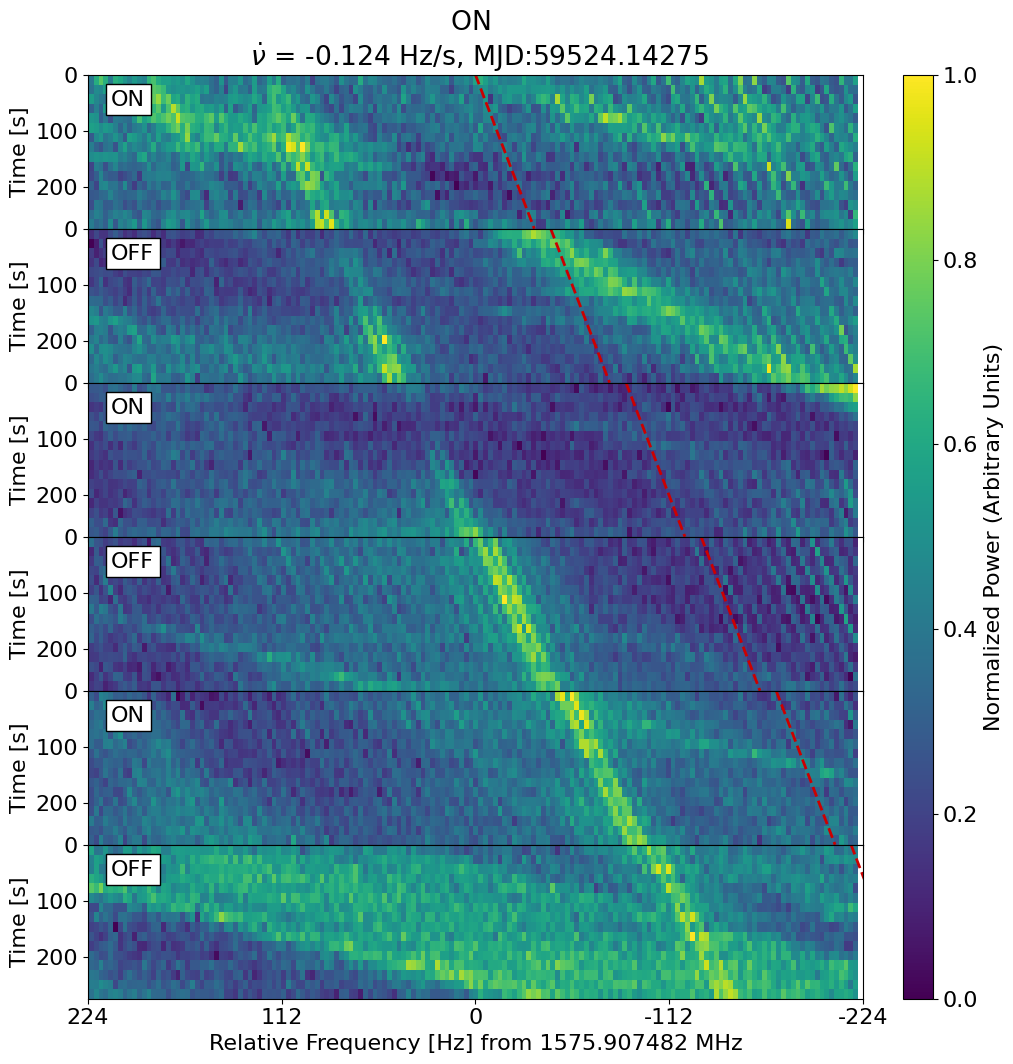 ON
ν̇ = -0.124 Hz/s, MJD:59524.14275
0
ON
100
Time [s]
200
0
OFF
100
Time [s]
200
0
ON
100
Time [s]
200
0
OFF
100
Time [s]
200
0
ON
100
Time [s]
200
0
OFF
100
Time [s]
200
224 112 0 -112 -224
Relative Frequency [Hz] from 1575.907482 MHz
1.0
0.8
0.6
0.4
0.2
0.0
Normalized Power (Arbitrary Units)